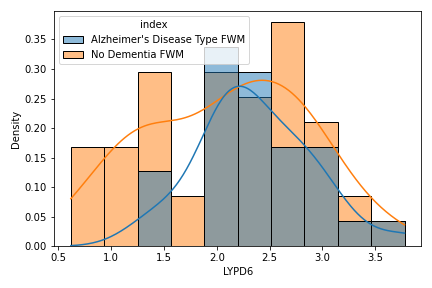 index
Alzheimer's Disease Type FWM
No Dementia FWM
0.35
0.30
0.25
0.20
0.15
0.10
0.05
0.00
Density
0.5 1.0 1.5 2.0 2.5 3.0 3.5
LYPD6